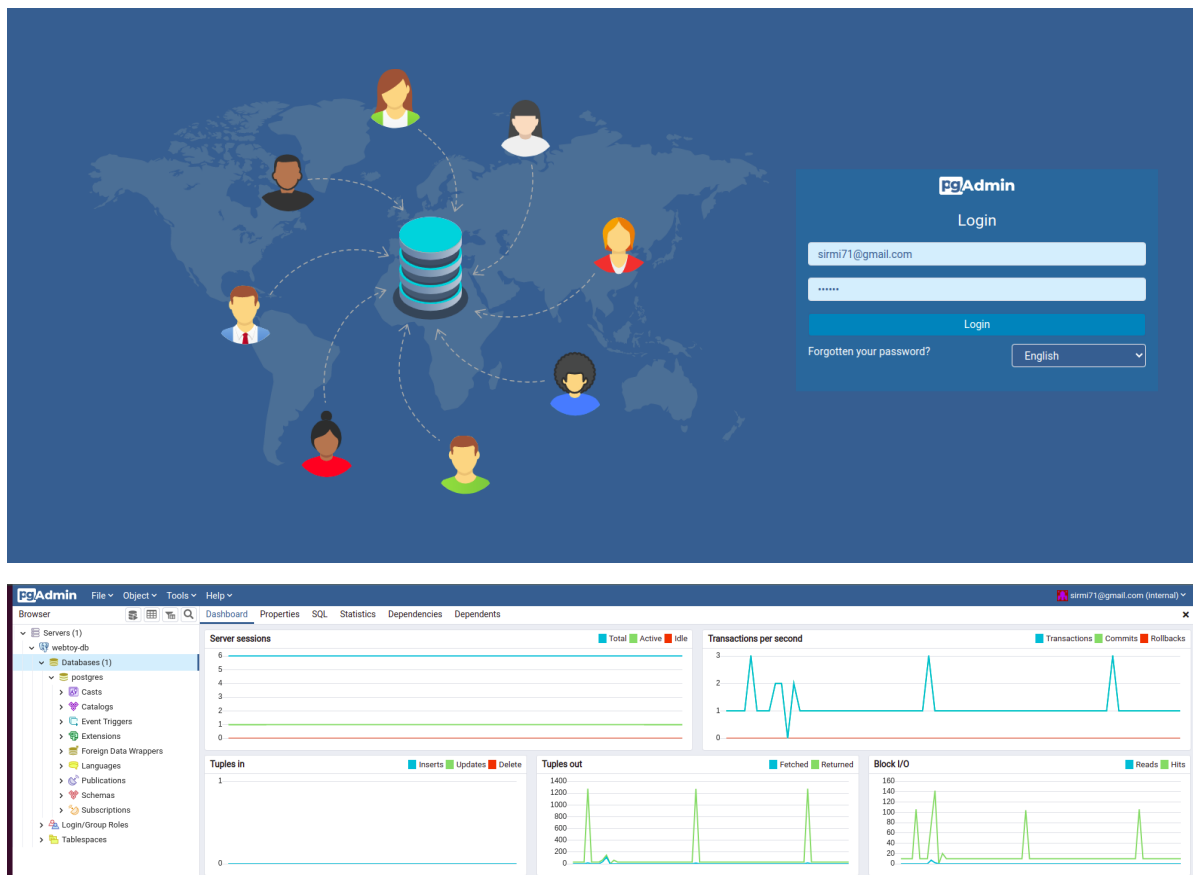 pgAdmin
Login
sirmi71@gmail.com
••••••
Login
Forgotten your password?
English
pgAdmin File Object Tools Help sirmi71@gmail.com (internal)
Browser Dashboard Properties SQL Statistics Dependencies Dependents
Servers (1)
webtoy-db
Databases (1)
postgres
Casts
Catalogs
Event Triggers
Extensions
Foreign Data Wrappers
Languages
Publications
Schemas
Subscriptions
Login/Group Roles
Tablespaces
Server sessions Total Active Idle
6
5
4
3
2
1
0
Transactions per second Transactions Commits Rollbacks
3
2
1
0
Tuples in Inserts Updates Delete
1
0
Tuples out Fetched Returned
1400
1200
1000
800
600
400
200
0
Block I/O Reads Hits
160
140
120
100
80
60
40
20
0